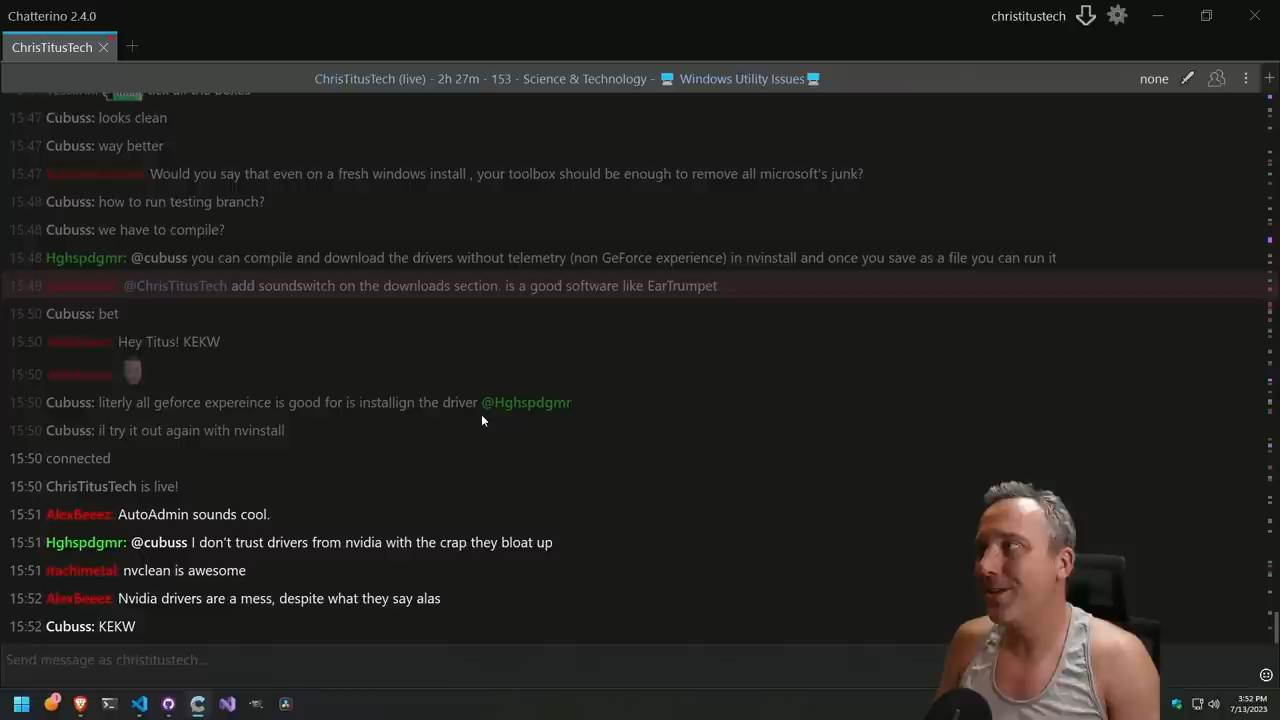 Chatterino 2.4.0
christitustech
ChrisTitusTech
ChrisTitusTech (live) - 2h 27m - 153 - Science & Technology - Windows Utility Issues
none
tick all the boxes
15:47 Cubuss: looks clean
15:47 Cubuss: way better
15:47 Would you say that even on a fresh windows install , your toolbox should be enough to remove all microsoft's junk?
15:48 Cubuss: how to run testing branch?
15:48 Cubuss: we have to compile?
15:48 Hghspdgmr: @cubuss you can compile and download the drivers without telemetry (non GeForce experience) in nvinstall and once you save as a file you can run it
15:49 @ChrisTitusTech add soundswitch on the downloads section. is a good software like EarTrumpet
15:50 Cubuss: bet
15:50 Hey Titus! KEKW
15:50
15:50 Cubuss: literly all geforce expereince is good for is installign the driver @Hghspdgmr
15:50 Cubuss: il try it out again with nvinstall
15:50 connected
15:50 ChrisTitusTech is live!
15:51 AlexBeeez AutoAdmin sounds cool.
15:51 Hghspdgmr: @cubuss I don't trust drivers from nvidia with the crap they bloat up
15:51 itachimetal nvclean is awesome
15:52 AlexBeeez Nvidia drivers are a mess, despite what they say alas
15:52 Cubuss: KEKW
Send message as christitustech...
3:52 PM
7/13/2023